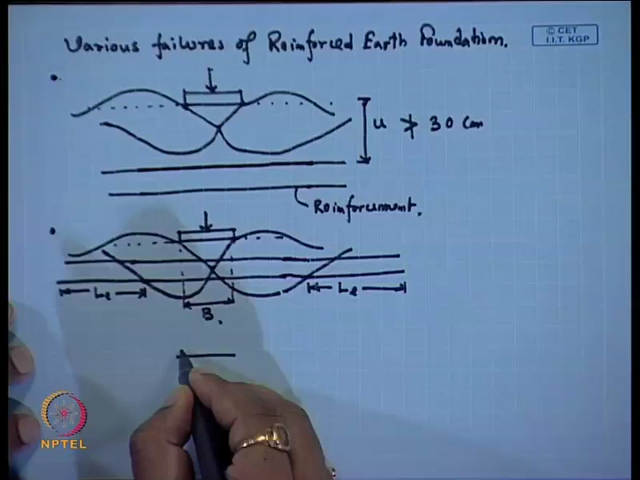 Various failures of Reinforced Earth Foundation.
© CET
I.I.T. KGP
u ≯ 30 cm
Reinforcement.
Le
Le
B.
NPTEL